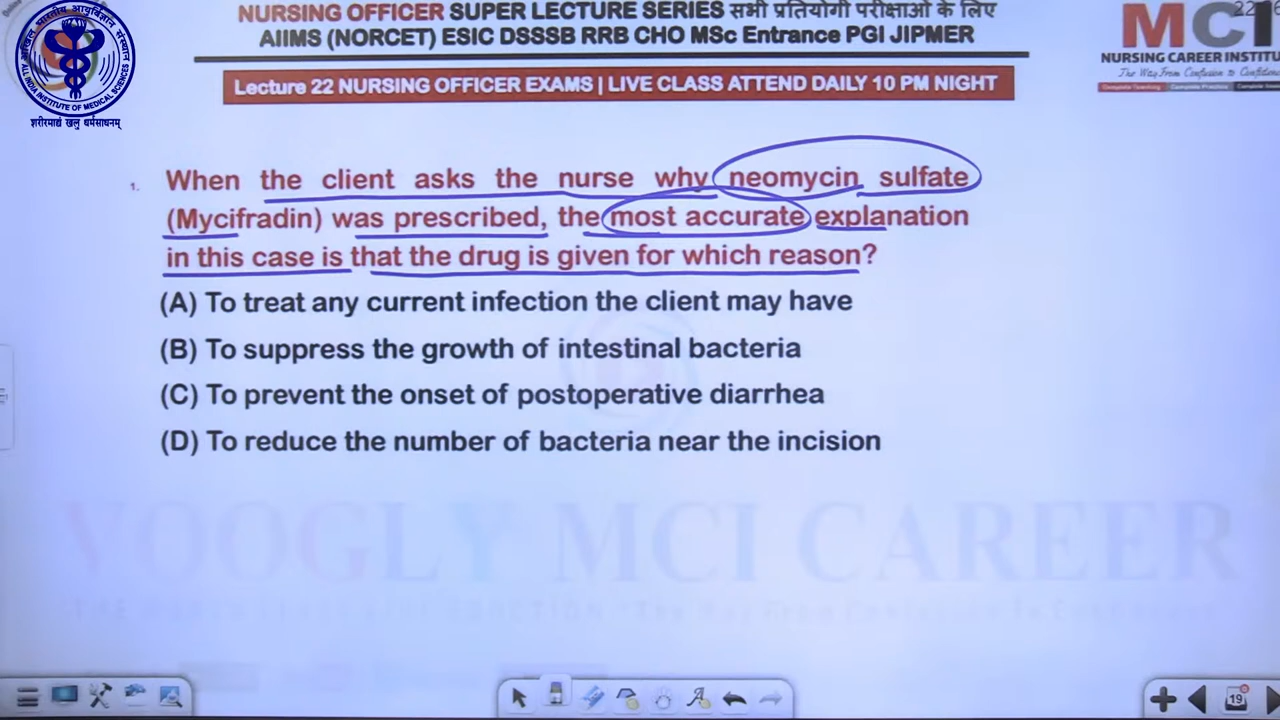 NURSING OFFICER SUPER LECTURE SERIES सभी प्रतियोगी परीक्षाओं के लिए
AIIMS (NORCET) ESIC DSSSB RRB CHO MSc Entrance PGI JIPMER
Lecture 22 NURSING OFFICER EXAMS | LIVE CLASS ATTEND DAILY 10 PM NIGHT
MCI
NURSING CAREER INSTITU
The Way From Confusion to
शरीरमाद्यं खलु धर्मसाधनम्
1. When the client asks the nurse why neomycin sulfate
(Mycifradin) was prescribed, the most accurate explanation
in this case is that the drug is given for which reason?
(A) To treat any current infection the client may have
(B) To suppress the growth of intestinal bacteria
(C) To prevent the onset of postoperative diarrhea
(D) To reduce the number of bacteria near the incision
VOOGLY MCI CAREER
19